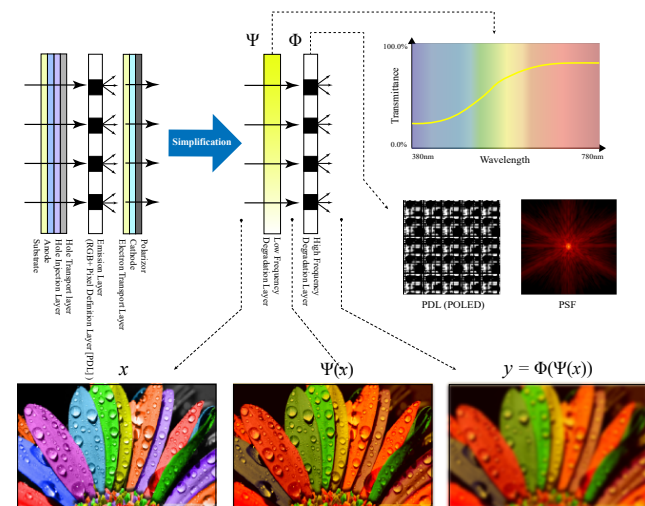 Ψ
Φ
100.0%
Transmittance
0.0%
380nm
Wavelength
780nm
Simplification
Substrate
Anode
Hole Injection Layer
Hole Transport layer
Emission Layer
(RGB+ Pixel Definition Layer [PDL] )
Electron Transport Layer
Cathode
Polarizor
Low Frequency
Degradation Layer
High Frequency
Degradation Layer
PDL (POLED)
PSF
x
Ψ(x)
y = Φ(Ψ(x))